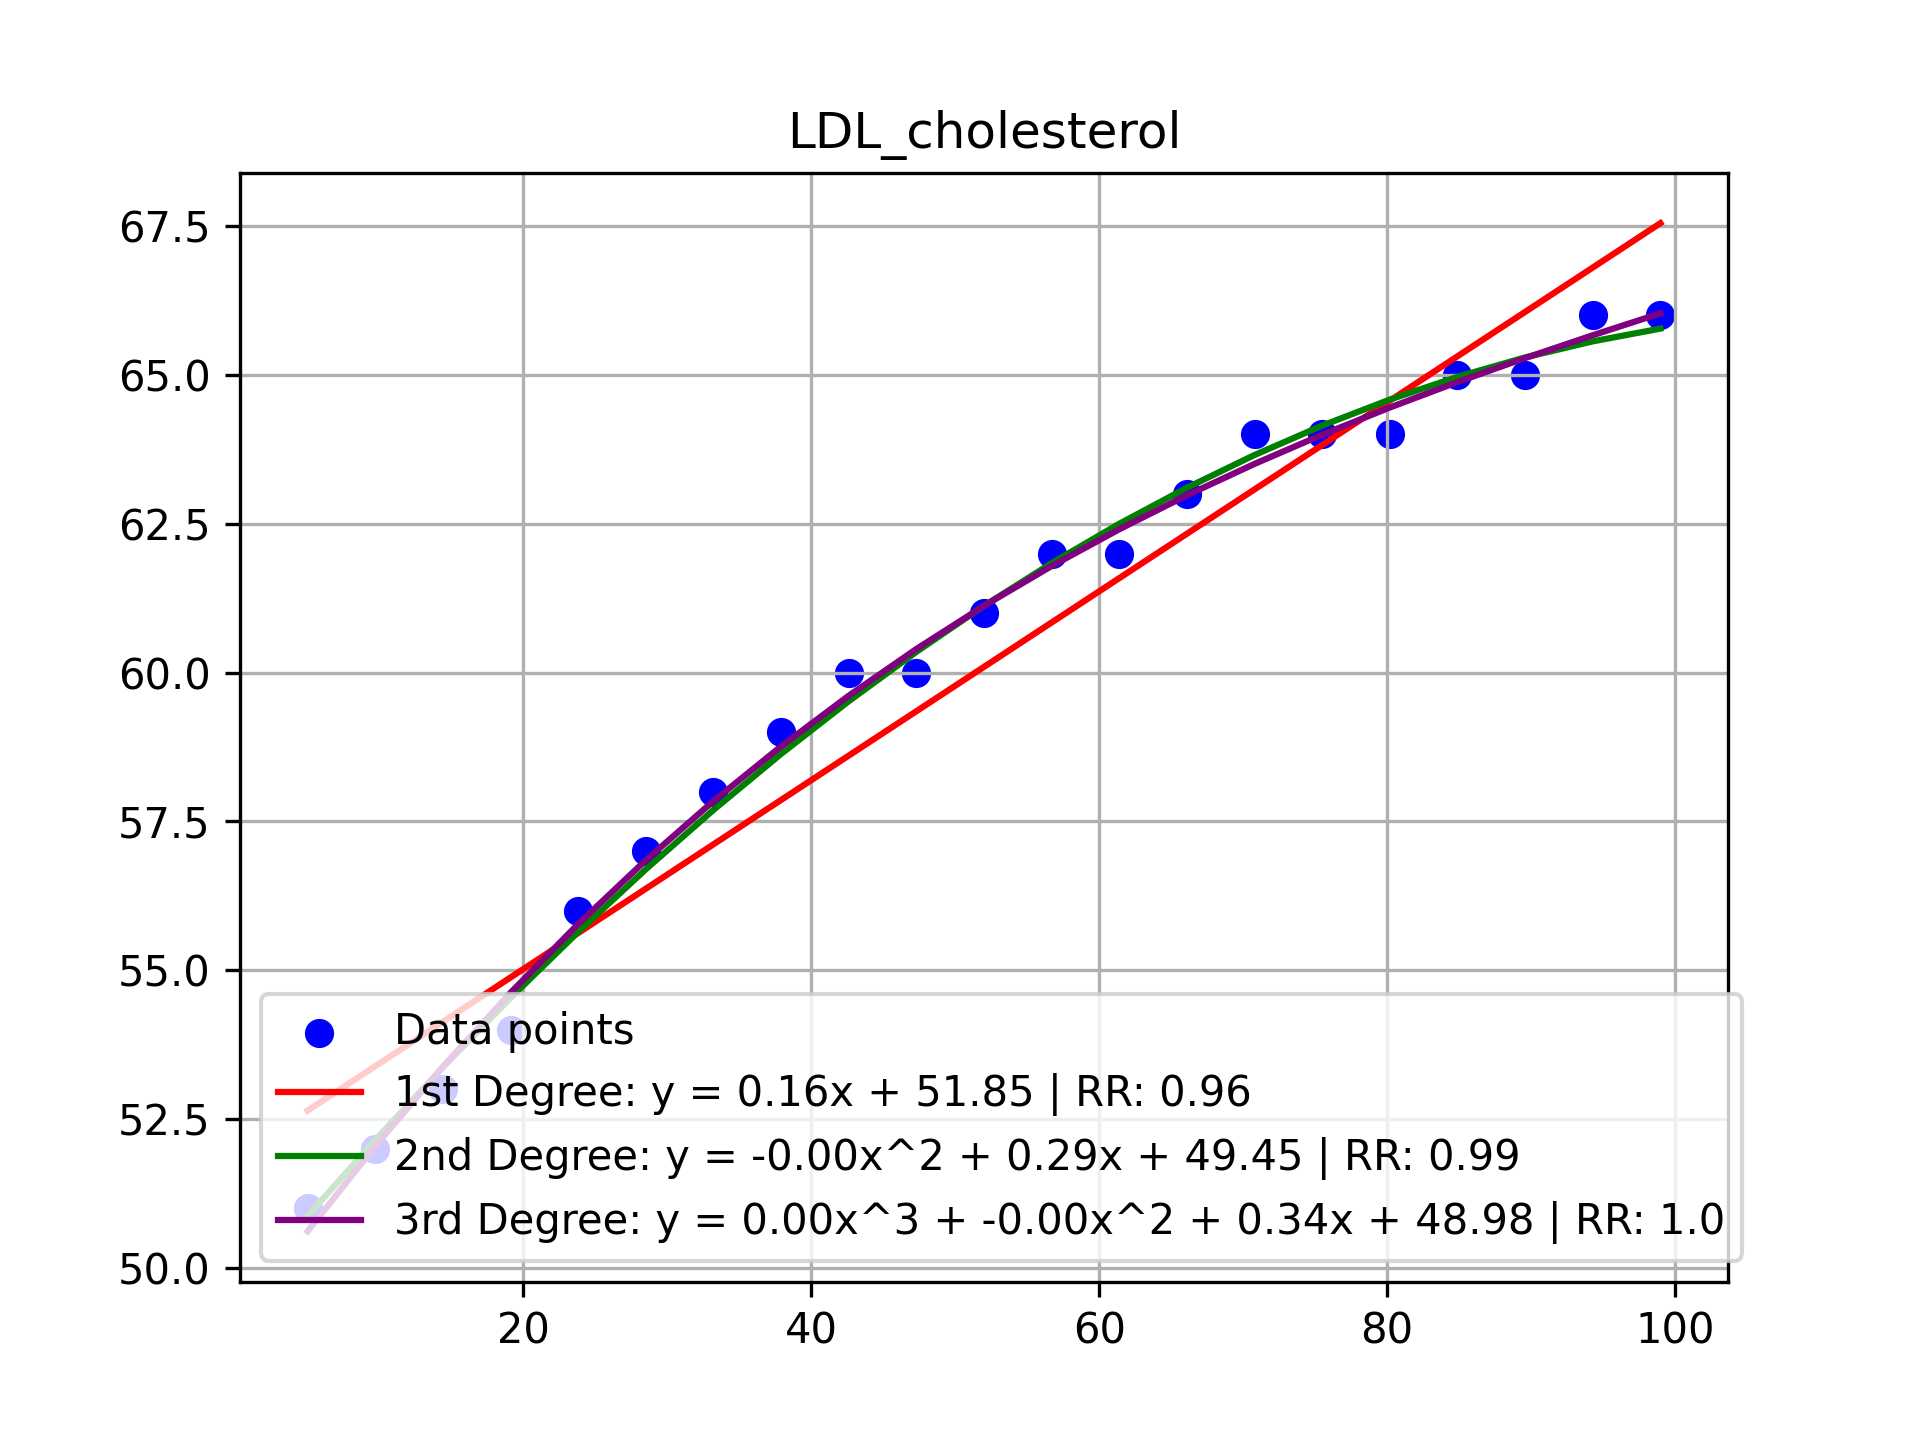 LDL_cholesterol
67.5
65.0
62.5
60.0
57.5
55.0
52.5
50.0
Data points
1st Degree: y = 0.16x + 51.85 | RR: 0.96
2nd Degree: y = -0.00x^2 + 0.29x + 49.45 | RR: 0.99
3rd Degree: y = 0.00x^3 + -0.00x^2 + 0.34x + 48.98 | RR: 1.0
20 40 60 80 100